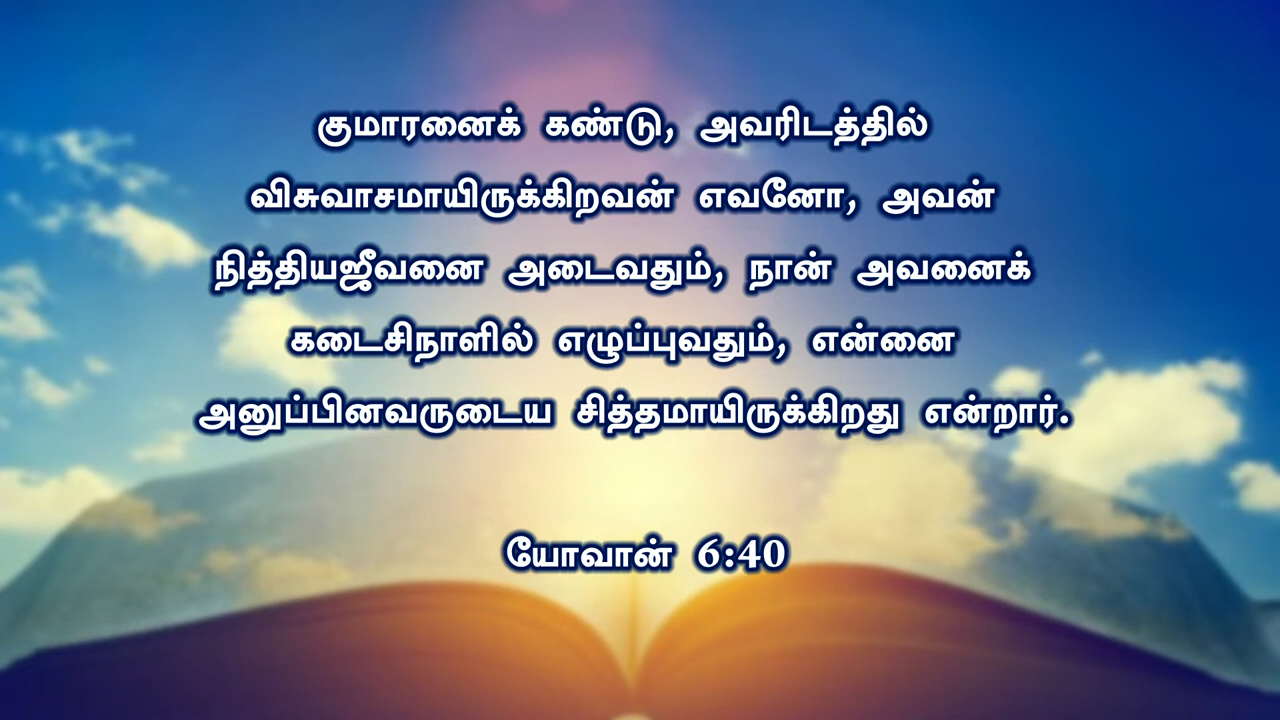 குமாரனைக் கண்டு, அவரிடத்தில்
விசுவாசமாயிருக்கிறவன் எவனோ, அவன்
நித்தியஜீவனை அடைவதும், நான் அவனைக்
கடைசிநாளில் எழுப்புவதும், என்னை
அனுப்பினவருடைய சித்தமாயிருக்கிறது என்றார்.
யோவான் 6:40